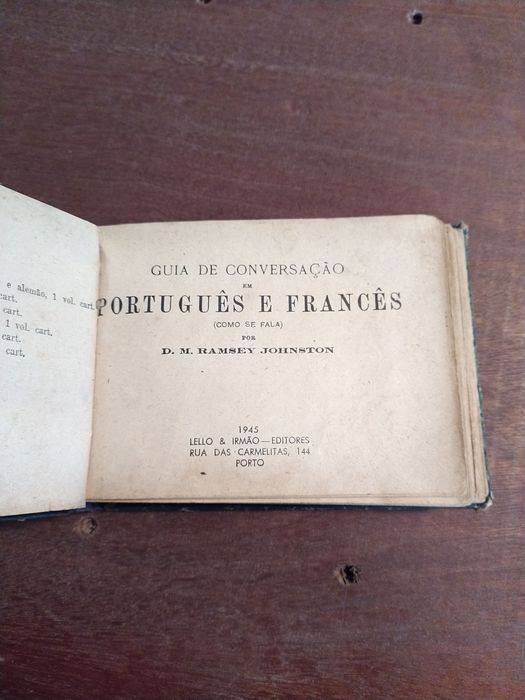 e alemão, 1 vol. cart.
cart.
cart.
1 vol. cart.
cart.
cart.
GUIA DE CONVERSAÇÃO
EM
PORTUGUÊS E FRANCÊS
(COMO SE FALA)
POR
D. M. RAMSEY JOHNSTON
1945
LELLO & IRMÃO—EDITORES
RUA DAS CARMELITAS, 144
PORTO